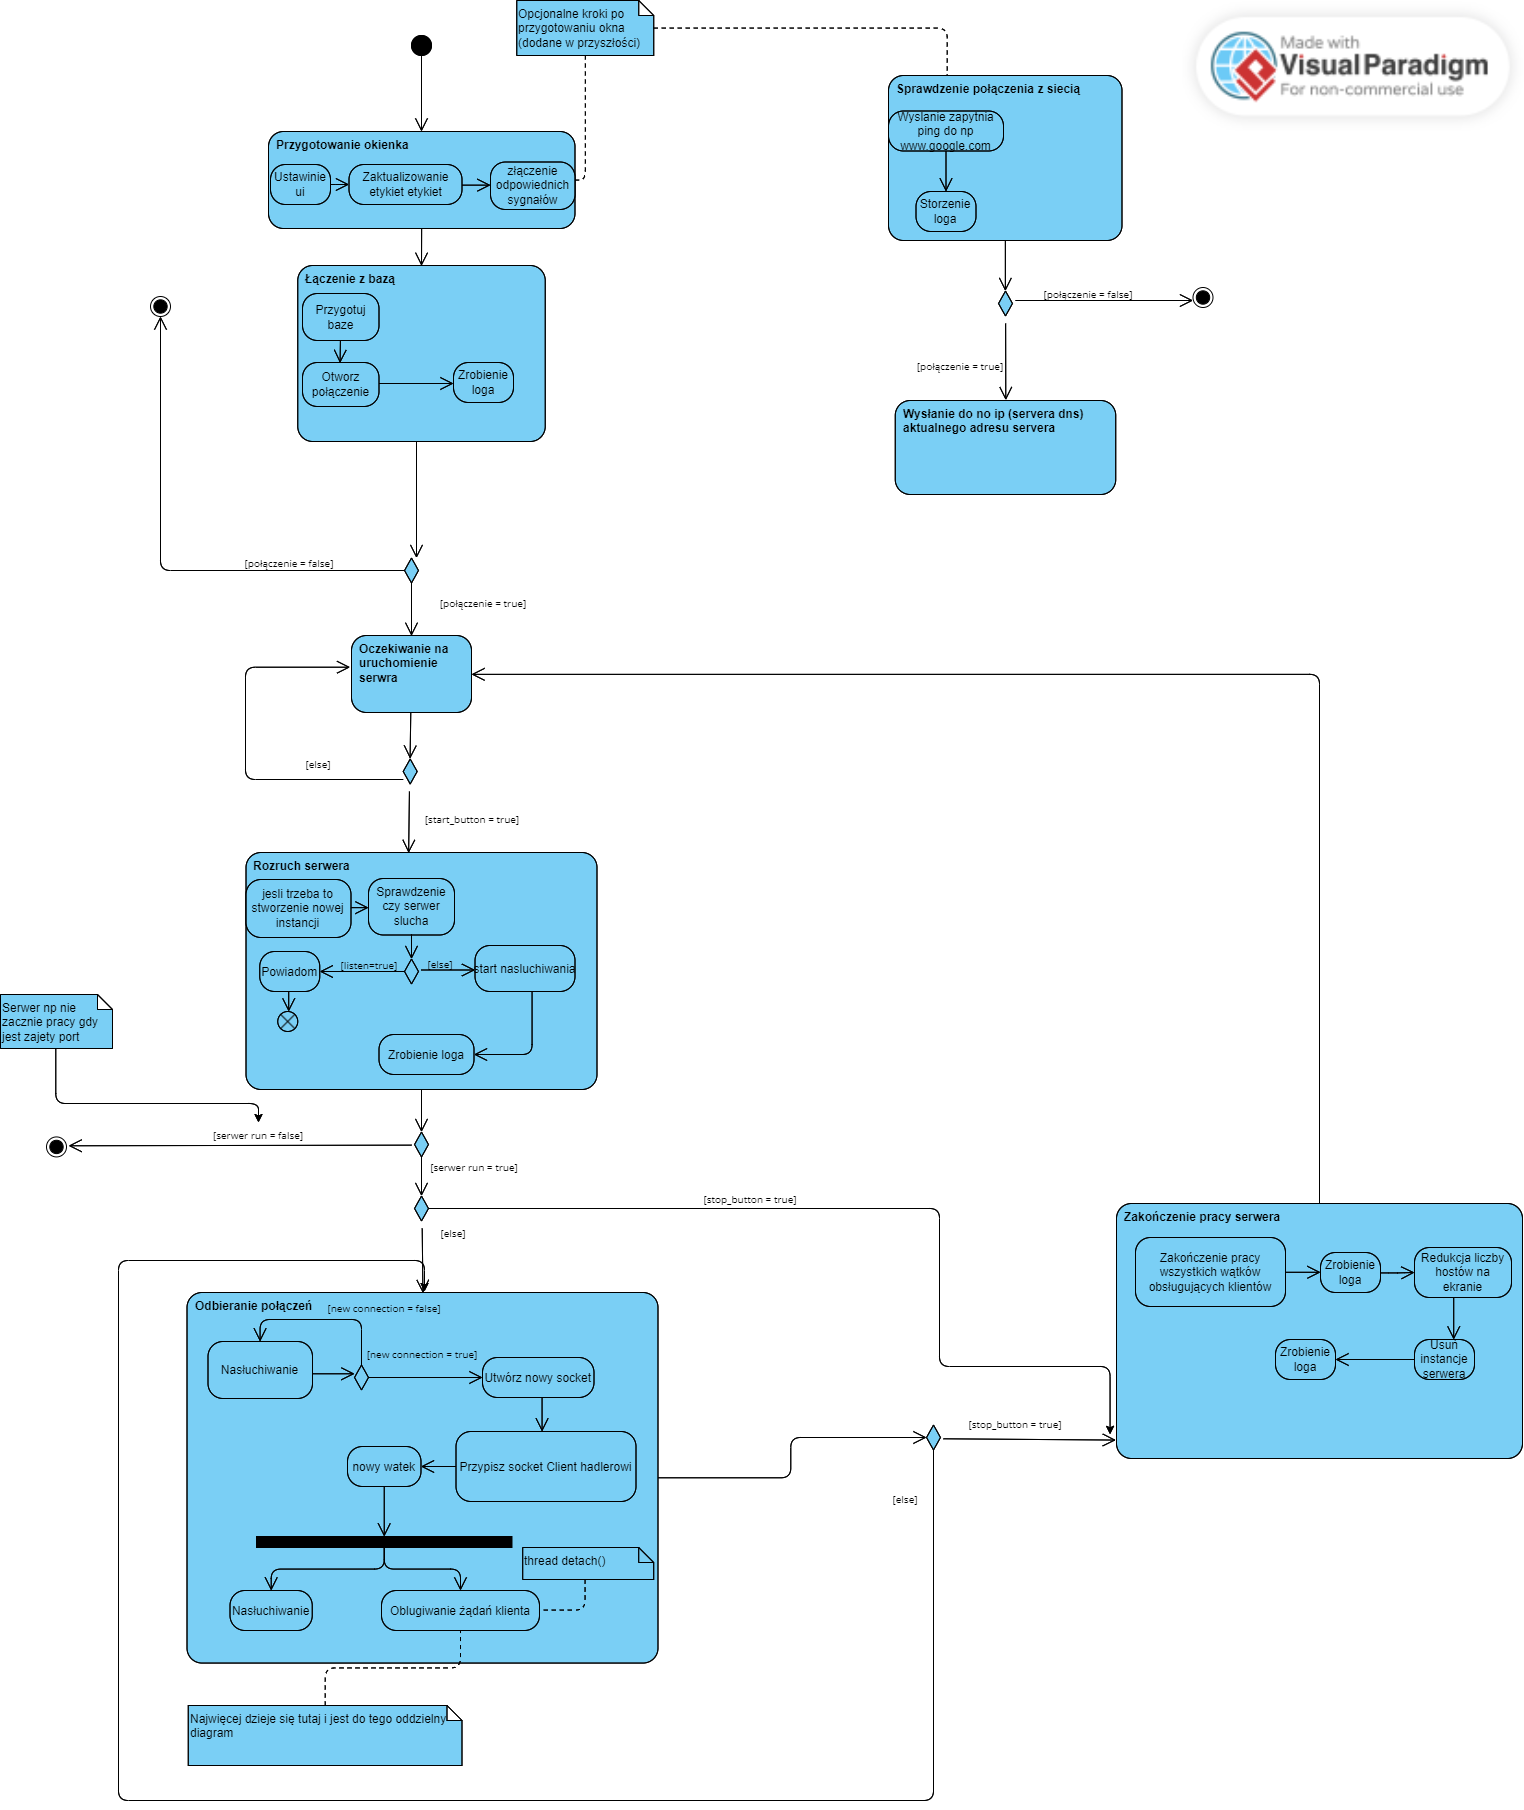 Opcjonalne kroki po
przygotowaniu okna
(dodane w przyszłości)
Made with
Visual Paradigm
For non-commercial use
Sprawdzenie połączenia z siecią
Wyslanie zapytnia
ping do np
www.google.com
Storzenie
loga
[połączenie = false]
[połączenie = true]
Wysłanie do no ip (servera dns)
aktualnego adresu servera
Przygotowanie okienka
Ustawinie
ui
Zaktualizowanie
etykiet etykiet
złączenie
odpowiednich
sygnałów
Łączenie z bazą
Przygotuj
baze
Otworz
połączenie
Zrobienie
loga
[połączenie = false]
[połączenie = true]
Oczekiwanie na
uruchomienie
serwra
[else]
[start_button = true]
Rozruch serwera
jesli trzeba to
stworzenie nowej
instancji
Sprawdzenie
czy serwer
slucha
Powiadom
[listen=true]
[else]
start nasluchiwania
Zrobienie loga
Serwer np nie
zacznie pracy gdy
jest zajety port
[serwer run = false]
[serwer run = true]
[stop_button = true]
[else]
Zakończenie pracy serwera
Zakończenie pracy
wszystkich wątków
obsługujących klientów
Zrobienie
loga
Redukcja liczby
hostów na
ekranie
Usun
instancje
serwera
Zrobienie
loga
Odbieranie połączeń
[new connection = false]
Nasłuchiwanie
[new connection = true]
Utwórz nowy socket
Przypisz socket Client hadlerowi
nowy watek
thread detach()
Nasłuchiwanie
Oblugiwanie żądań klienta
[stop_button = true]
[else]
Najwięcej dzieje się tutaj i jest do tego oddzielny
diagram